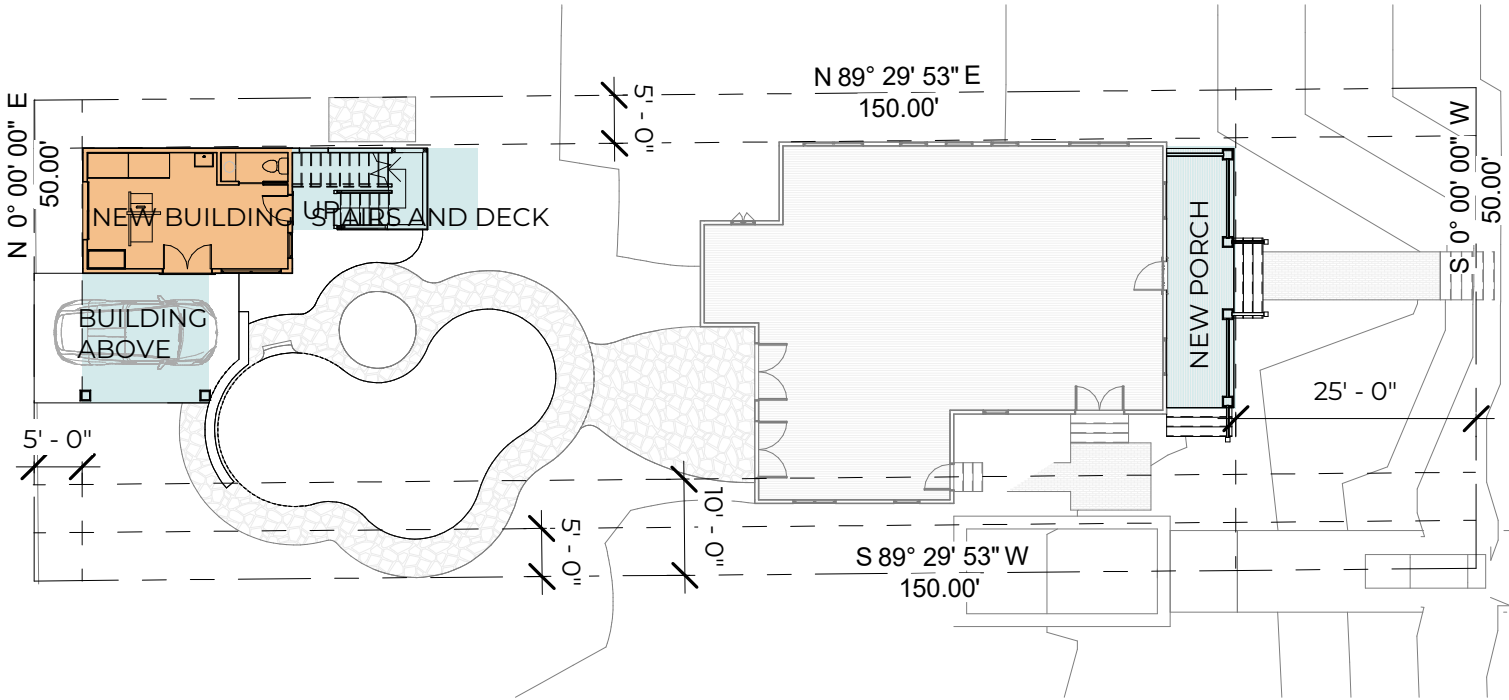 N 89° 29' 53" E
150.00'
5' - 0"
N 0° 00' 00" E
50.00'
S 0° 00' 00" W
50.00'
UP
NEW BUILDING
STAIRS AND DECK
NEW PORCH
BUILDING
ABOVE
25' - 0"
5' - 0"
10' - 0"
5' - 0"
S 89° 29' 53" W
150.00'